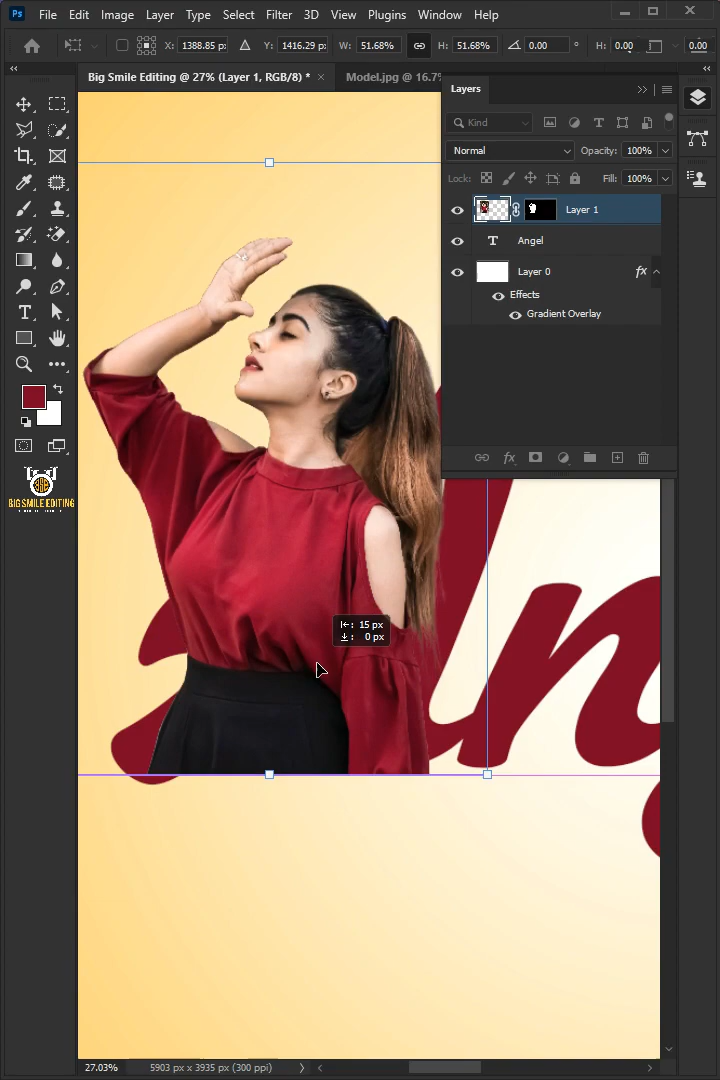 Ps File Edit Image Layer Type Select Filter 3D View Plugins Window Help
X: 1388.85 px Y: 1416.29 px W: 51.68% H: 51.68% 0.00 ° H: 0.00 0.00
Big Smile Editing @ 27% (Layer 1, RGB/8) * × Model.jpg @ 16.7%
Layers
Kind
Normal Opacity: 100%
Lock: Fill: 100%
Layer 1
T Angel
Layer 0 fx
Effects
Gradient Overlay
fx
BIG SMILE EDITING
15 px
0 px
27.03% 5903 px x 3935 px (300 ppi)